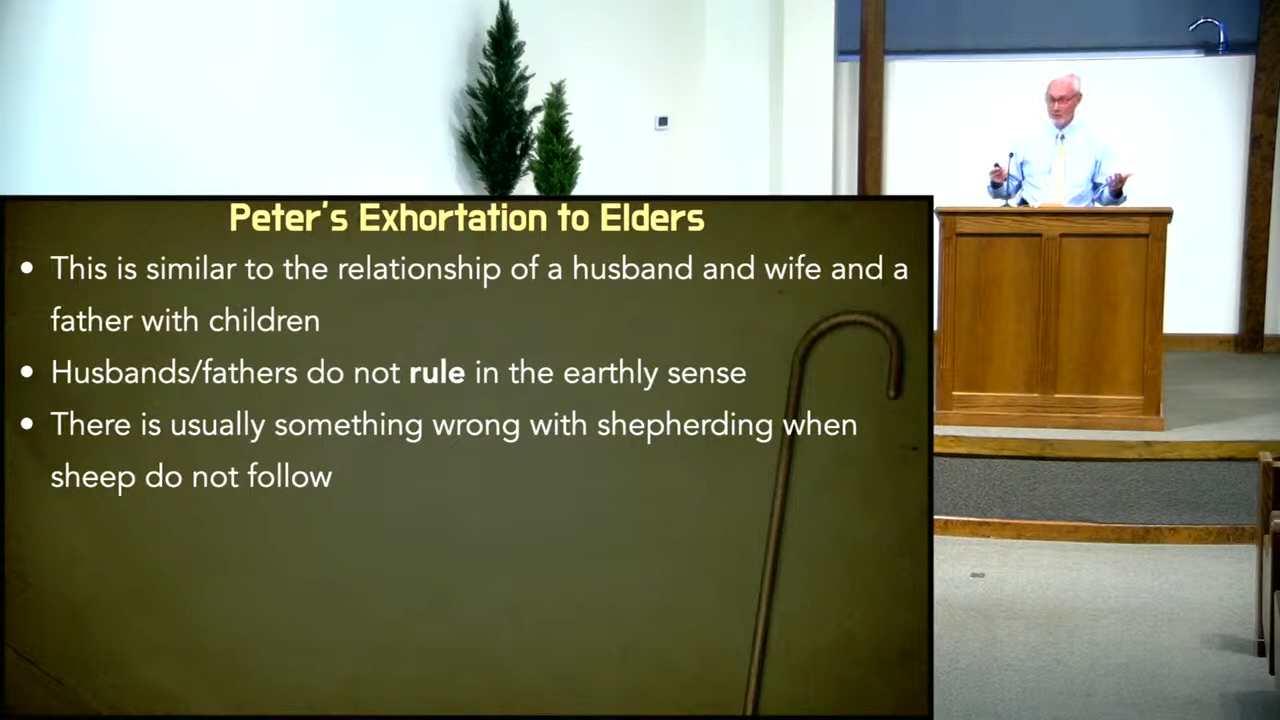 Peter's Exhortation to Elders
• This is similar to the relationship of a husband and wife and a
father with children
• Husbands/fathers do not rule in the earthly sense
• There is usually something wrong with shepherding when
sheep do not follow